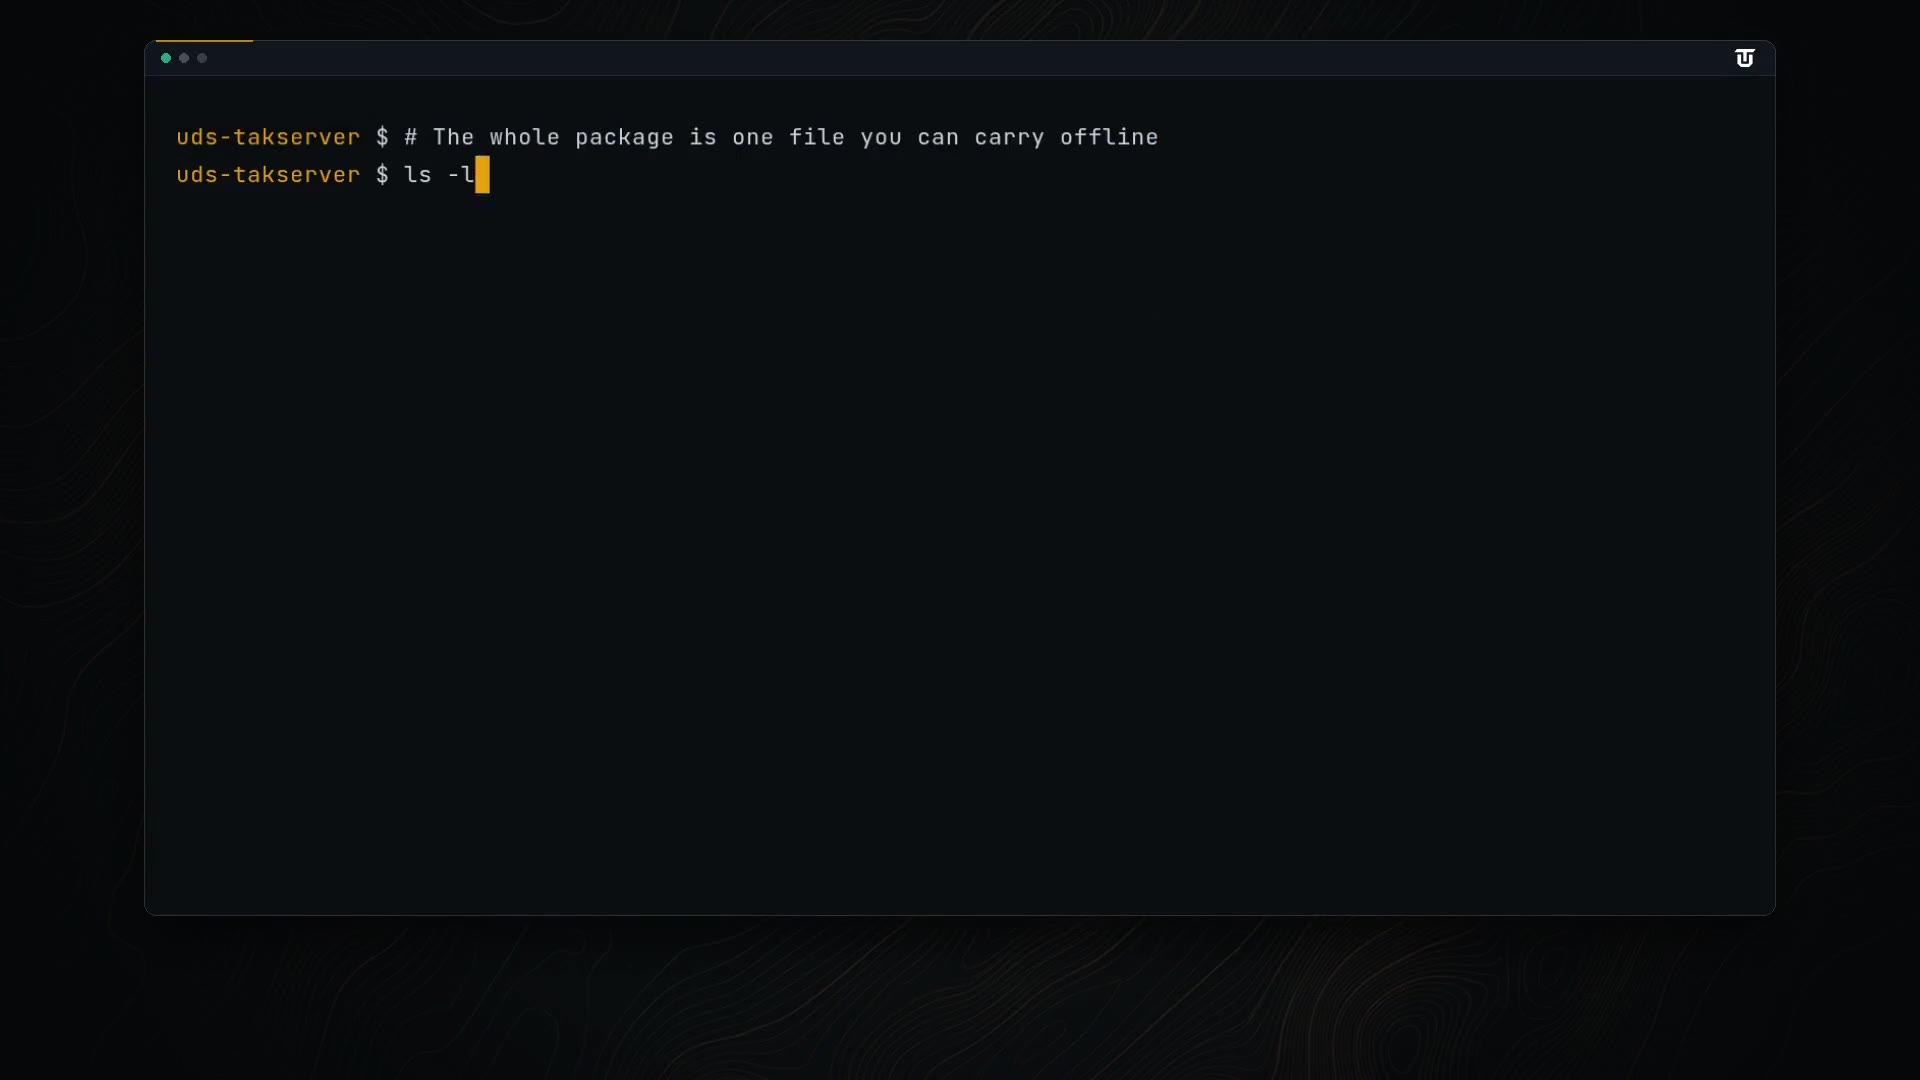 uds-takserver $ # The whole package is one file you can carry offline
uds-takserver $ ls -l